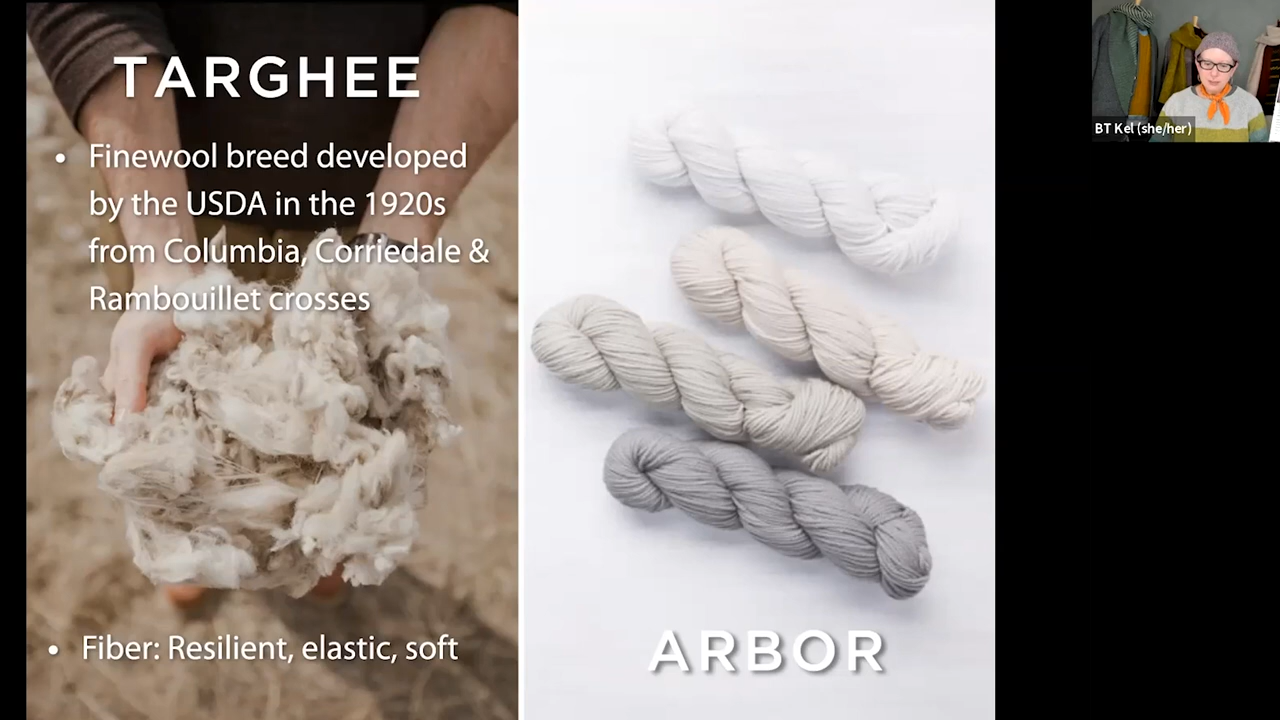 TARGHEE
• Finewool breed developed
by the USDA in the 1920s
from Columbia, Corriedale &
Rambouillet crosses
• Fiber: Resilient, elastic, soft
ARBOR
BT Kel (she/her)